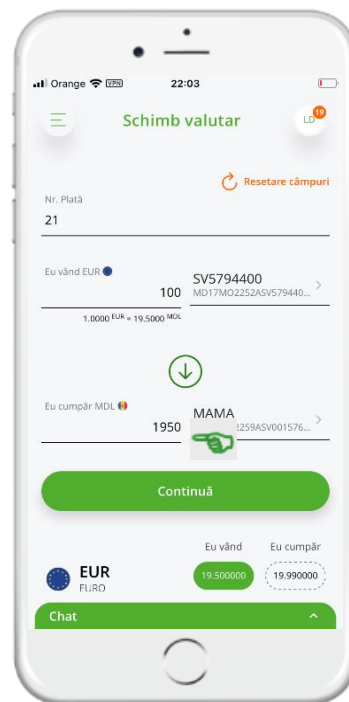 Orange VPN 22:03
Schimb valutar
LD 19
Resetare câmpuri
Nr. Plată
21
Eu vând EUR
100
SV5794400
MD17MO2252ASV579440...
1.0000 EUR = 19.5000 MDL
Eu cumpăr MDL
1950
MAMA
2259ASV001576...
Continuă
Eu vând Eu cumpăr
EUR
EURO
19.500000 19.990000
Chat